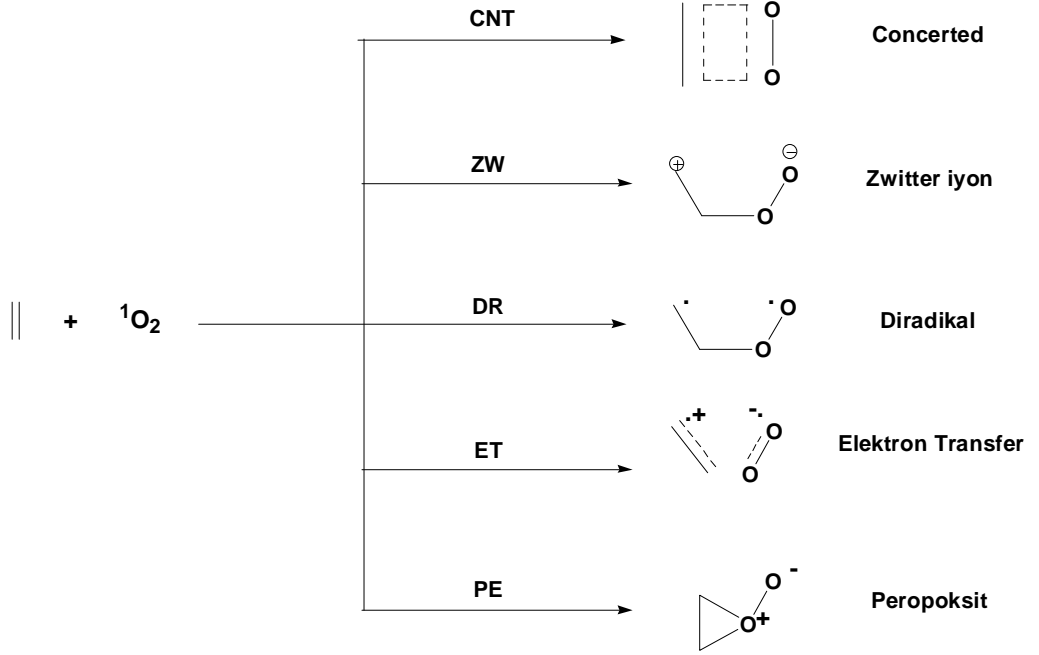 CNT
O
O
Concerted
ZW
⊕
⊖
O
O
Zwitter iyon
|| + ¹O₂
DR
. .
O
O
Diradikal
ET
.+ -.
O
O
Elektron Transfer
PE
O -
O+
Peropoksit